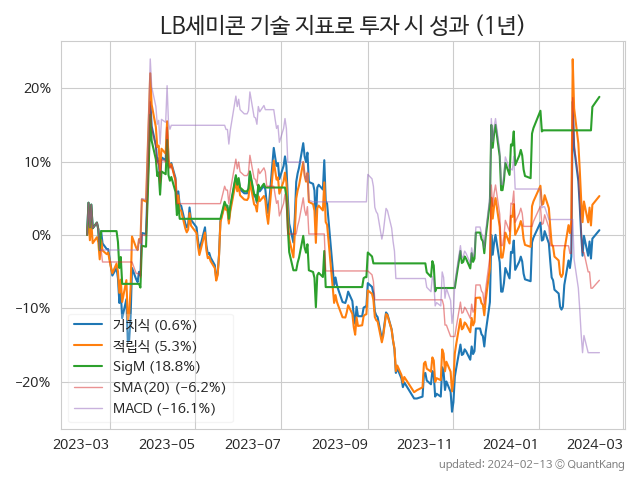 LB세미콘 기술 지표로 투자 시 성과 (1년)
20%
10%
0%
−10%
−20%
거치식 (0.6%)
적립식 (5.3%)
SigM (18.8%)
SMA(20) (−6.2%)
MACD (−16.1%)
2023-03 2023-05 2023-07 2023-09 2023-11 2024-01 2024-03
updated: 2024-02-13 © QuantKang